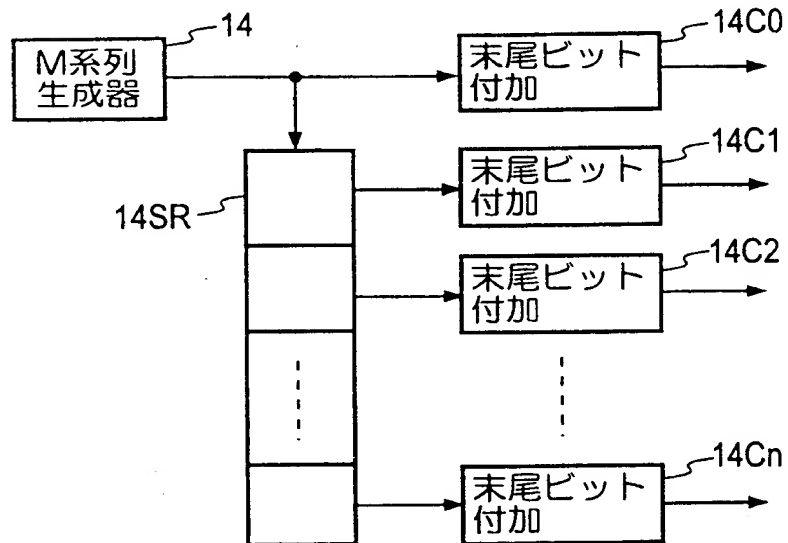 14
M系列
生成器
14C0
末尾ビット
付加
14C1
末尾ビット
付加
14SR
14C2
末尾ビット
付加
14Cn
末尾ビット
付加